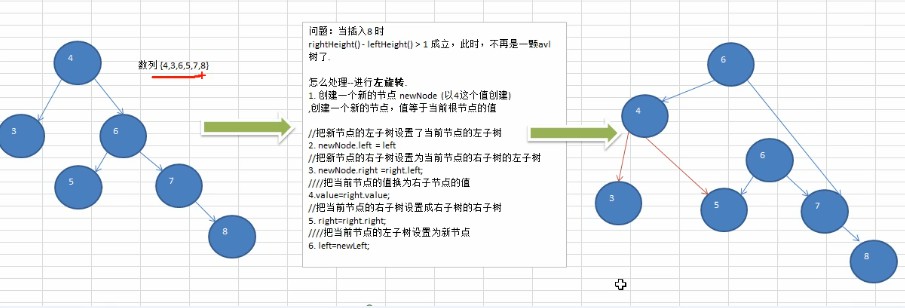 4
数列 {4,3,6,5,7,8}
3
6
5
7
8
问题：当插入8 时
rightHeight() - leftHeight() > 1 成立，此时，不再是一颗avl
树了.
怎么处理--进行左旋转.
1. 创建一个新的节点 newNode (以4这个值创建)
,创建一个新的节点，值等于当前根节点的值
//把新节点的左子树设置了当前节点的左子树
2. newNode.left = left
//把新节点的右子树设置为当前节点的右子树的左子树
3. newNode.right =right.left;
////把当前节点的值换为右子节点的值
4.value=right.value;
//把当前节点的右子树设置成右子树的右子树
5. right=right.right;
////把当前节点的左子树设置为新节点
6. left=newLeft;
6
4
6
3
5
7
8